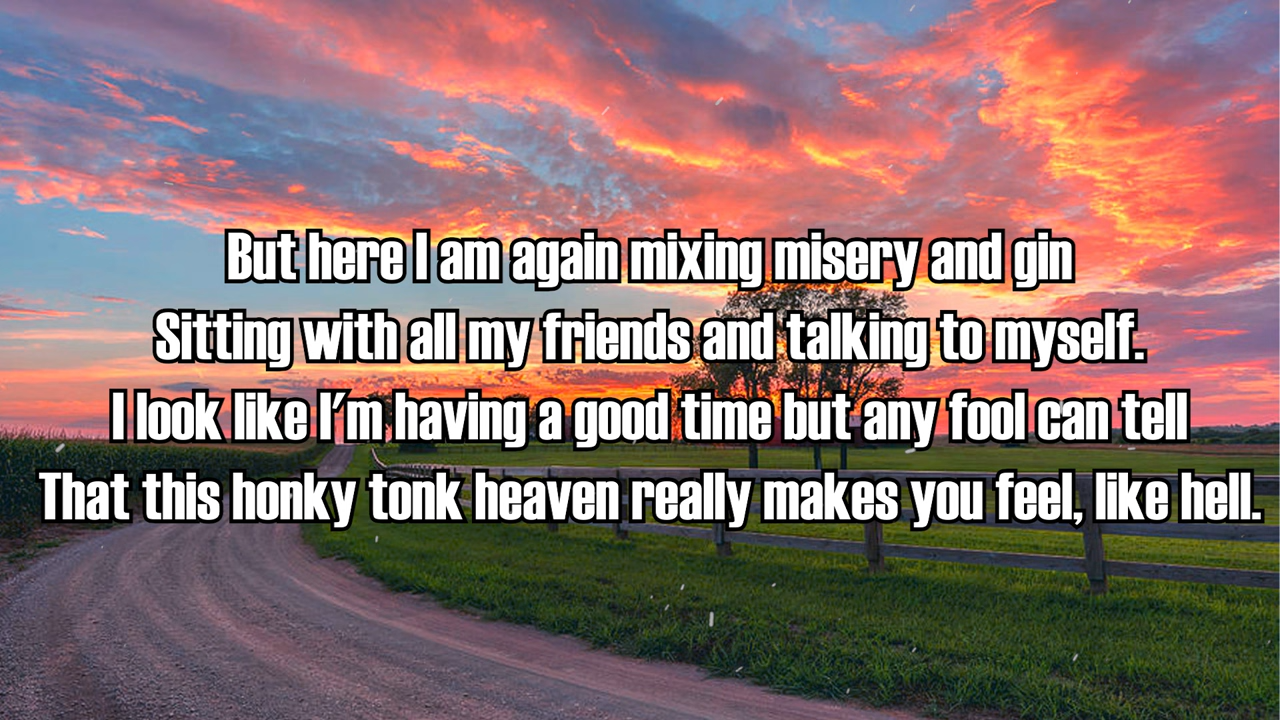 But here I am again mixing misery and gin
Sitting with all my friends and talking to myself.
I look like I'm having a good time but any fool can tell
That this honky tonk heaven really makes you feel, like hell.